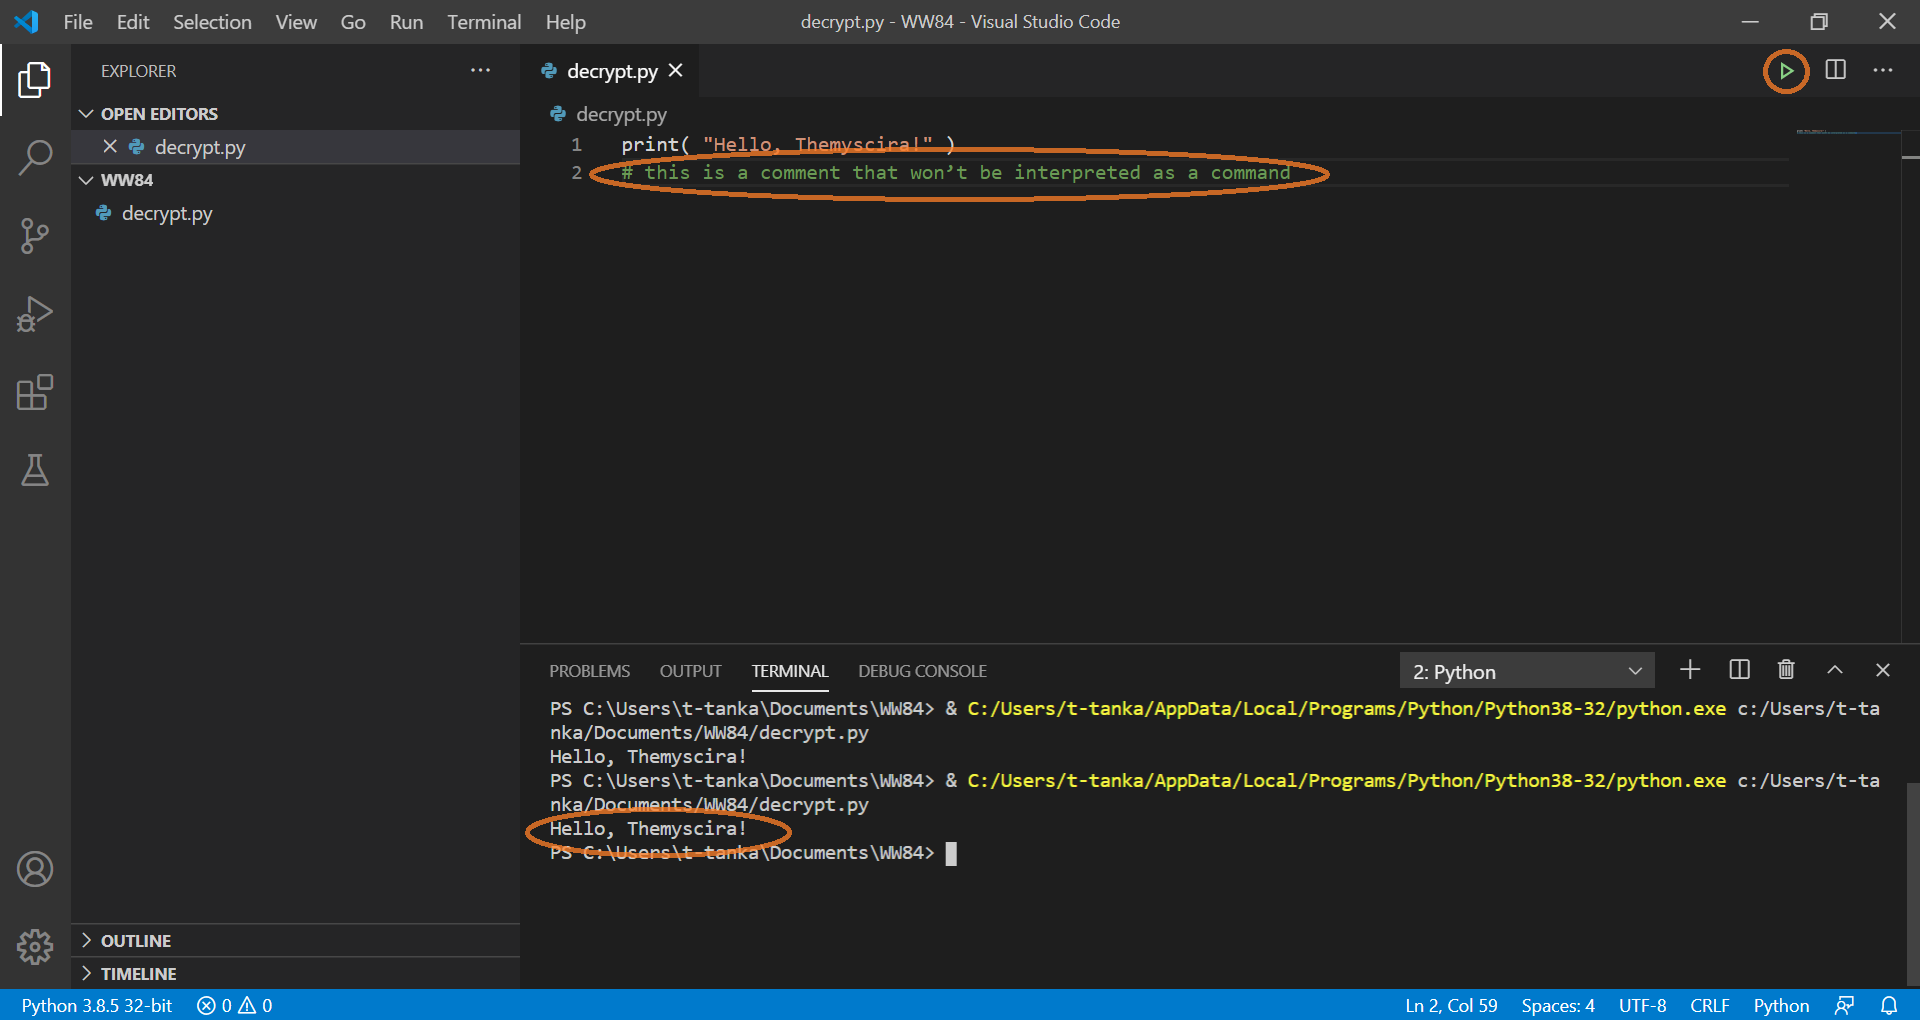 File Edit Selection View Go Run Terminal Help decrypt.py - WW84 - Visual Studio Code
EXPLORER
OPEN EDITORS
decrypt.py
WW84
decrypt.py
OUTLINE
TIMELINE
decrypt.py
decrypt.py
1 print( "Hello, Themyscira!" )
2 # this is a comment that won’t be interpreted as a command
PROBLEMS OUTPUT TERMINAL DEBUG CONSOLE 2: Python
PS C:\Users\t-tanka\Documents\WW84> & C:/Users/t-tanka/AppData/Local/Programs/Python/Python38-32/python.exe c:/Users/t-ta
nka/Documents/WW84/decrypt.py
Hello, Themyscira!
PS C:\Users\t-tanka\Documents\WW84> & C:/Users/t-tanka/AppData/Local/Programs/Python/Python38-32/python.exe c:/Users/t-ta
nka/Documents/WW84/decrypt.py
Hello, Themyscira!
PS C:\Users\t-tanka\Documents\WW84>
Python 3.8.5 32-bit 0 0 Ln 2, Col 59 Spaces: 4 UTF-8 CRLF Python